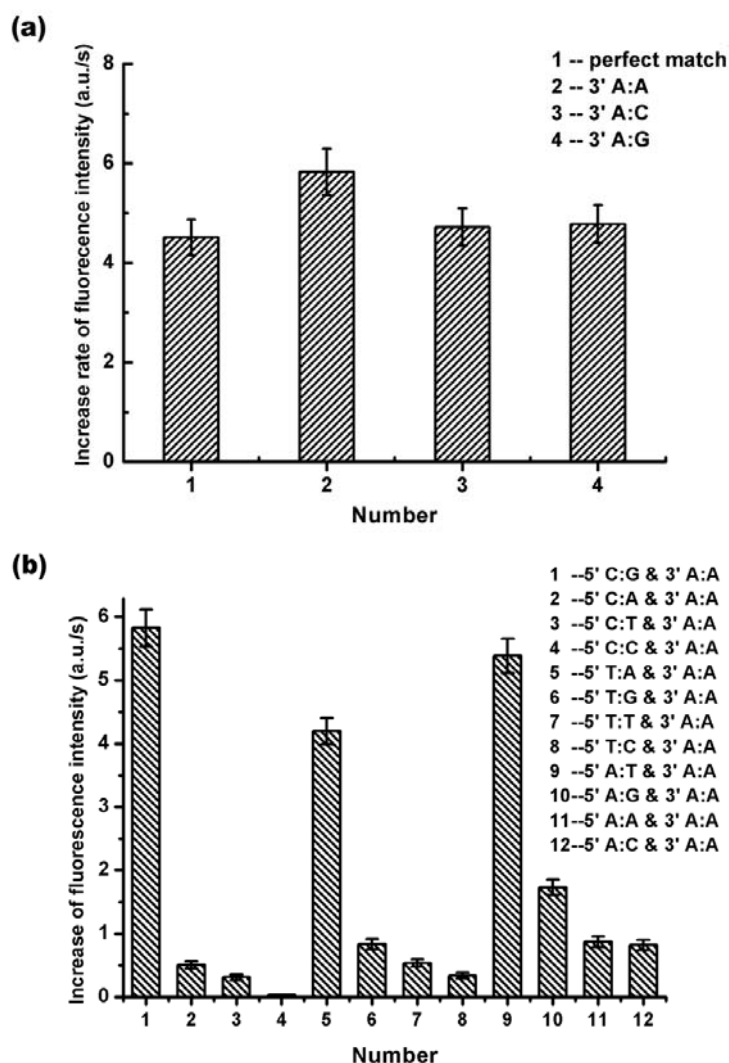 (a)
8
6
4
2
0
Increase rate of fluorecence intensity (a.u./s)
1 -- perfect match
2 -- 3' A:A
3 -- 3' A:C
4 -- 3' A:G
1 2 3 4
Number
(b)
6
5
4
3
2
1
0
Increase of fluorescence intensity (a.u./s)
1 --5' C:G & 3' A:A
2 --5' C:A & 3' A:A
3 --5' C:T & 3' A:A
4 --5' C:C & 3' A:A
5 --5' T:A & 3' A:A
6 --5' T:G & 3' A:A
7 --5' T:T & 3' A:A
8 --5' T:C & 3' A:A
9 --5' A:T & 3' A:A
10--5' A:G & 3' A:A
11--5' A:A & 3' A:A
12--5' A:C & 3' A:A
1 2 3 4 5 6 7 8 9 10 11 12
Number